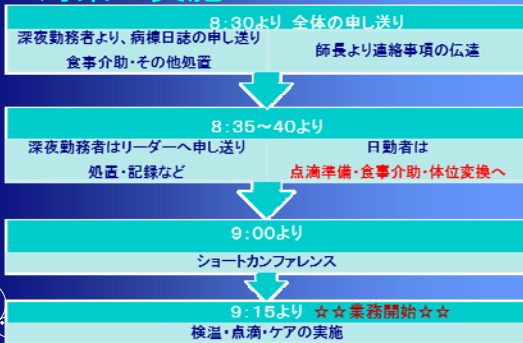 8:30より 全体の申し送り
深夜勤務者より、病棟日誌の申し送り
食事介助・その他処置
師長より連絡事項の伝達
8:35～40より
深夜勤務者はリーダーへ申し送り
処置・記録など
日勤者は
点滴準備・食事介助・体位変換へ
9:00より
ショートカンファレンス
9:15より ☆☆業務開始☆☆
検温・点滴・ケアの実施